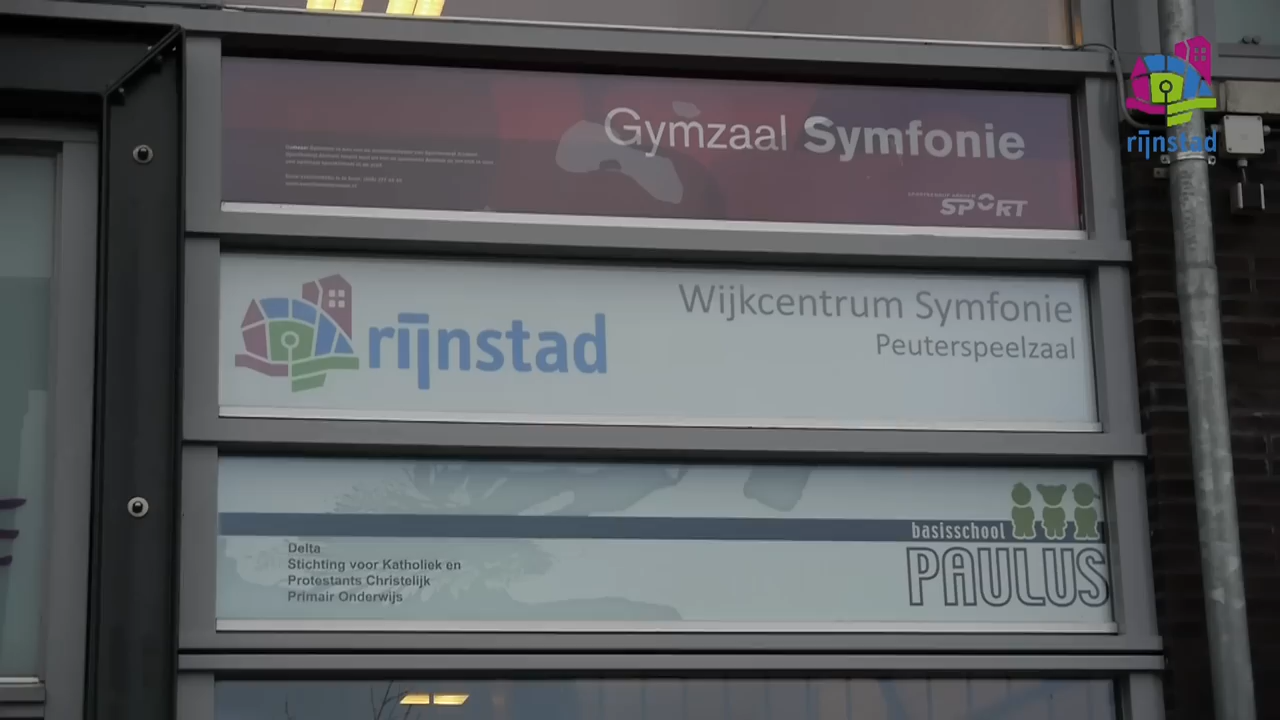 Gymzaal Symfonie
SPORT
rijnstad
rijnstad
Wijkcentrum Symfonie
Peuterspeelzaal
basisschool
PAULUS
Delta
Stichting voor Katholiek en
Protestants Christelijk
Primair Onderwijs